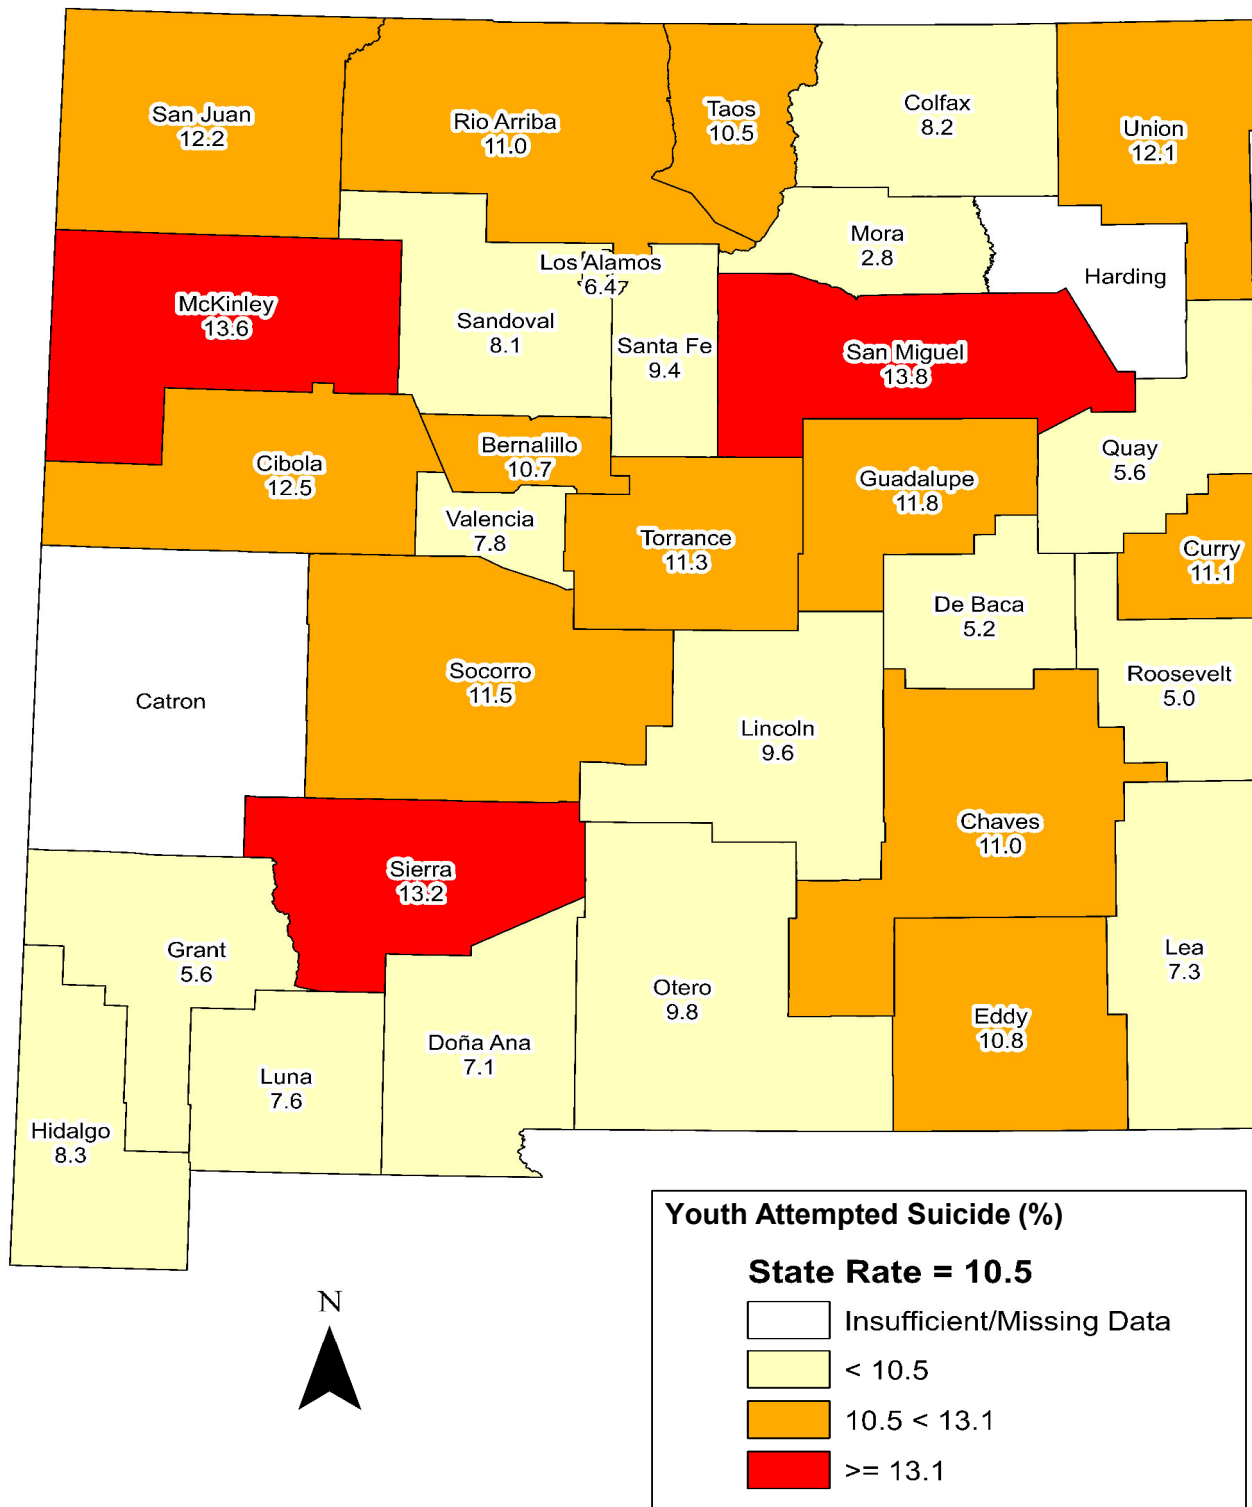 San Juan
12.2
Rio Arriba
11.0
Taos
10.5
Colfax
8.2
Union
12.1
Mora
2.8
Harding
Los Alamos
6.4
McKinley
13.6
Sandoval
8.1
Santa Fe
9.4
San Miguel
13.8
Quay
5.6
Bernalillo
10.7
Cibola
12.5
Guadalupe
11.8
Valencia
7.8
Torrance
11.3
Curry
11.1
De Baca
5.2
Roosevelt
5.0
Socorro
11.5
Catron
Lincoln
9.6
Chaves
11.0
Sierra
13.2
Grant
5.6
Lea
7.3
Otero
9.8
Eddy
10.8
Doña Ana
7.1
Luna
7.6
Hidalgo
8.3
N
Youth Attempted Suicide (%)
State Rate = 10.5
Insufficient/Missing Data
< 10.5
10.5 < 13.1
>= 13.1